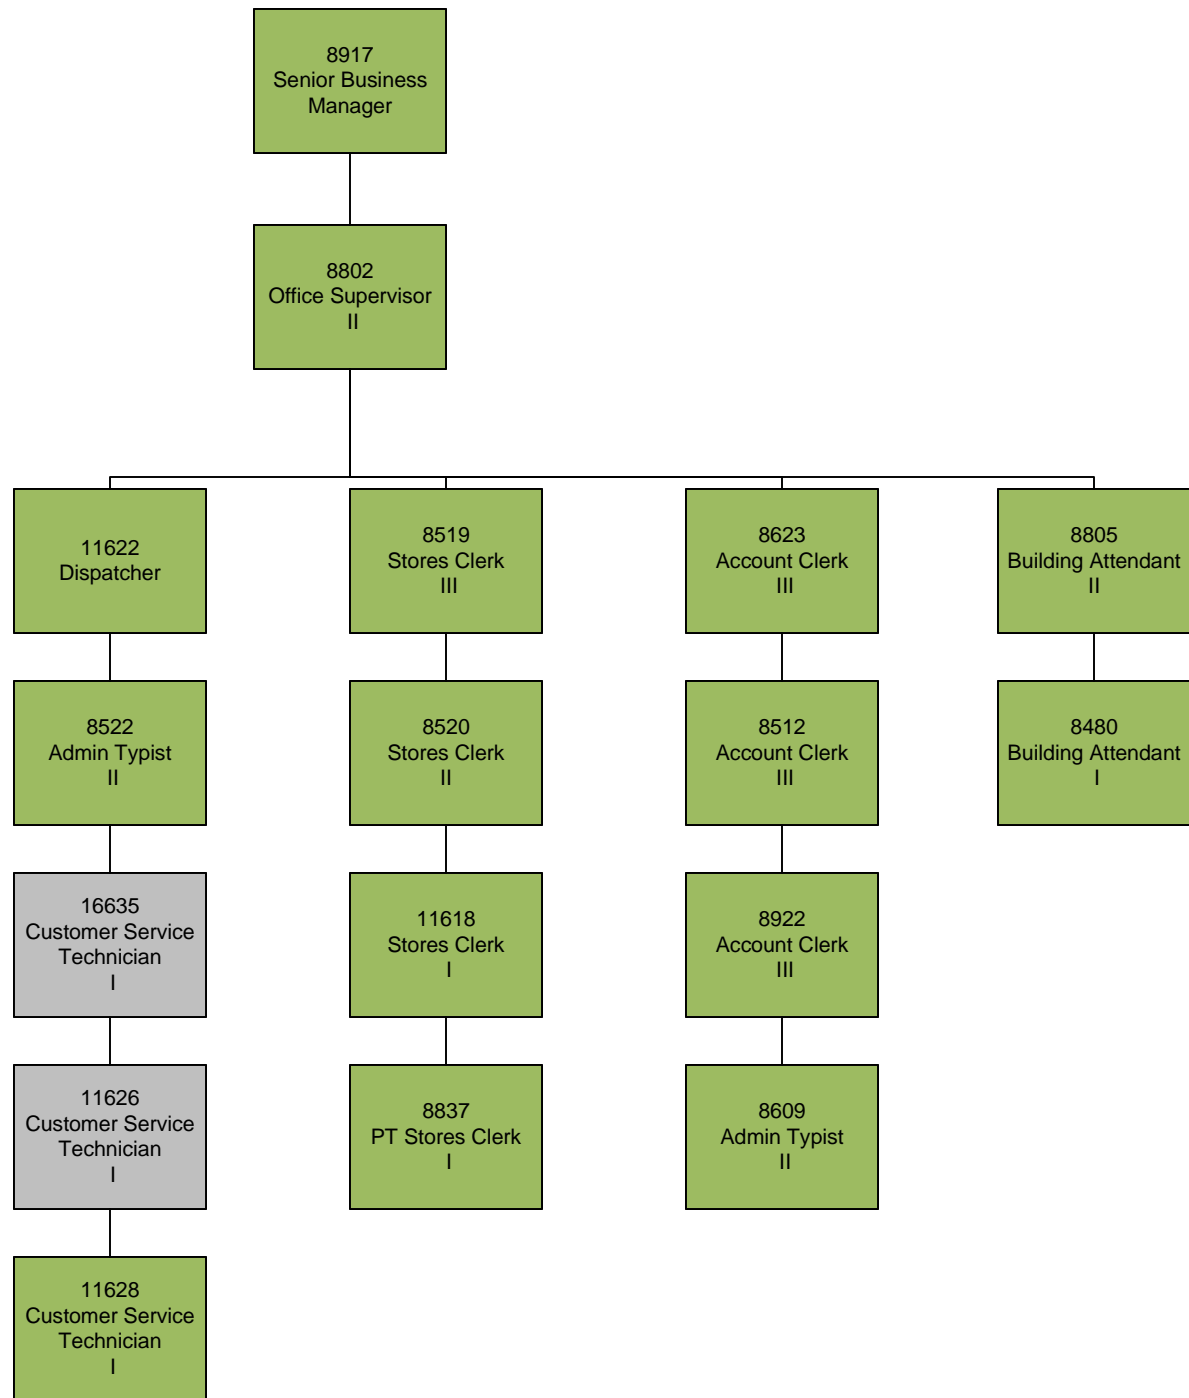 8917
Senior Business
Manager
8802
Office Supervisor
II
11622
Dispatcher
8519
Stores Clerk
III
8623
Account Clerk
III
8805
Building Attendant
II
8522
Admin Typist
II
8520
Stores Clerk
II
8512
Account Clerk
III
8480
Building Attendant
I
16635
Customer Service
Technician
I
11618
Stores Clerk
I
8922
Account Clerk
III
11626
Customer Service
Technician
I
8837
PT Stores Clerk
I
8609
Admin Typist
II
11628
Customer Service
Technician
I